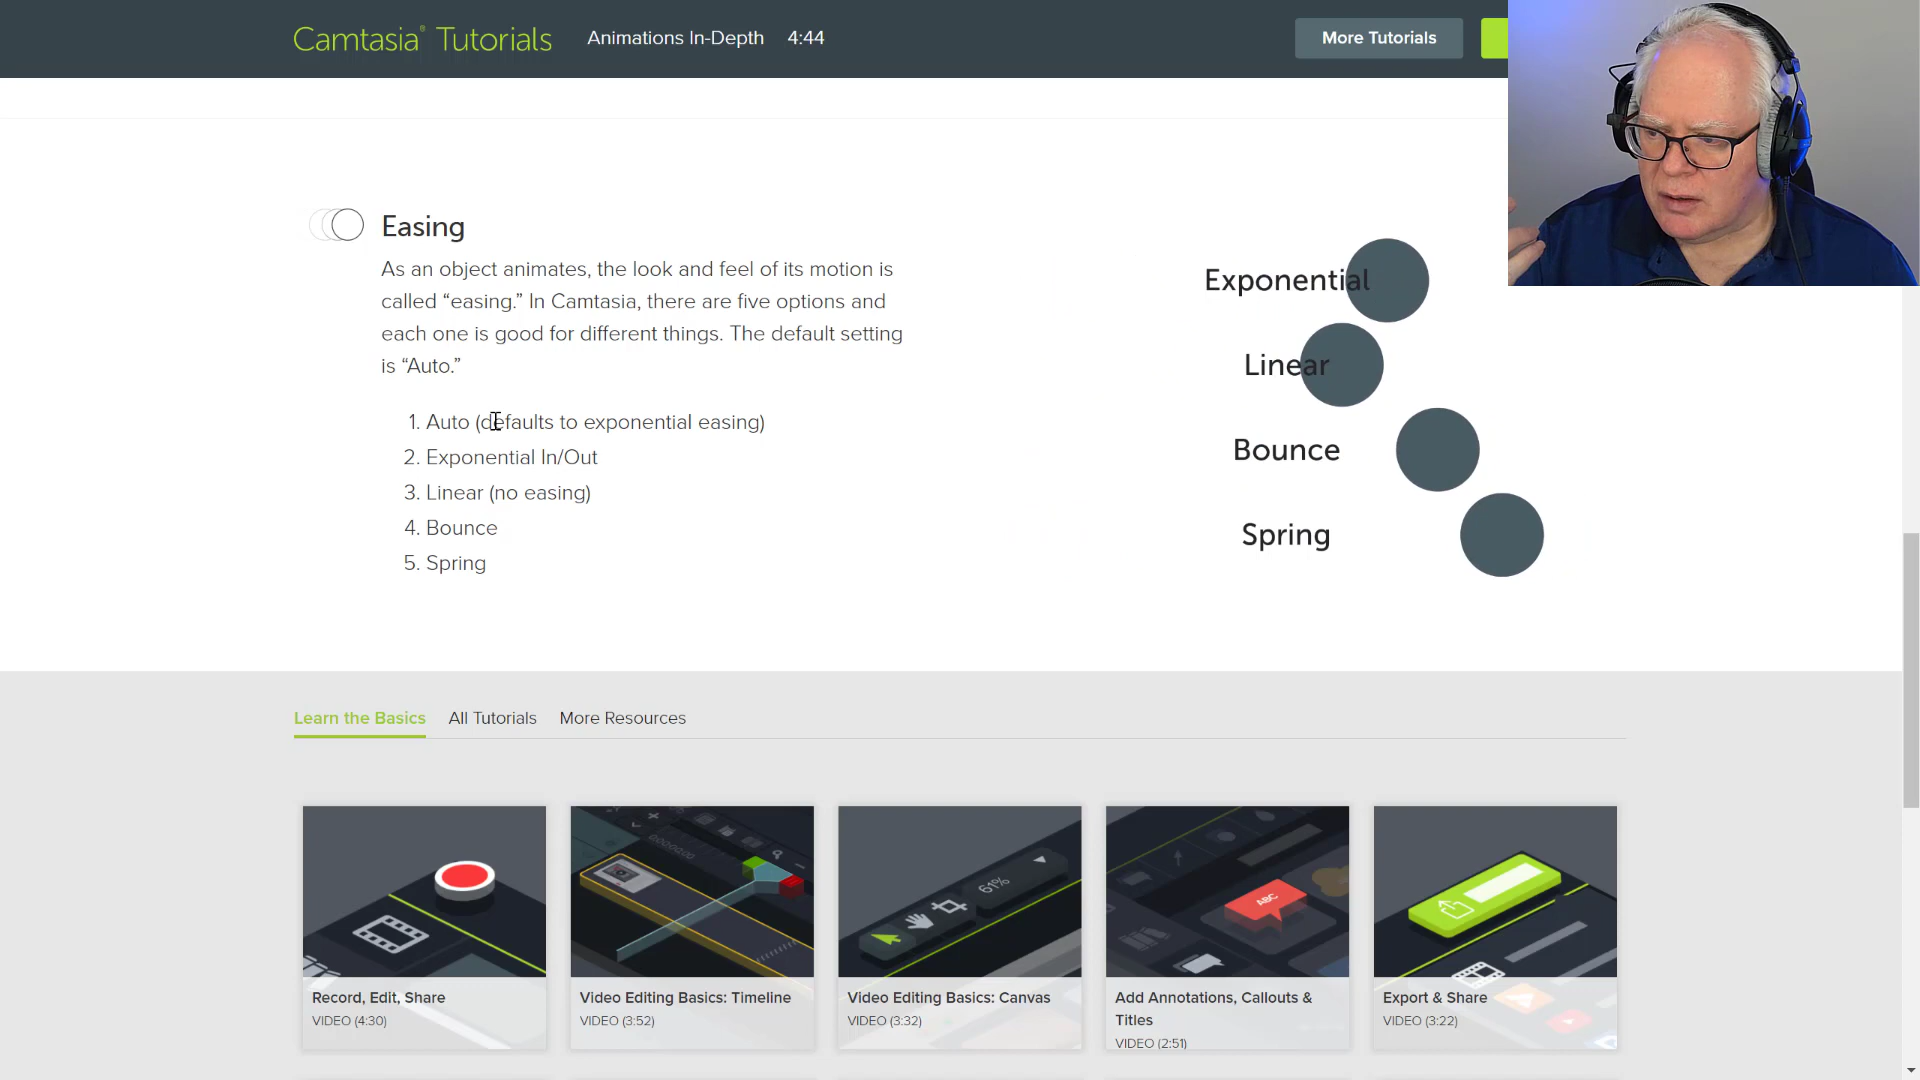 Camtasia® Tutorials
Animations In-Depth 4:44
More Tutorials
Easing
As an object animates, the look and feel of its motion is
called “easing.” In Camtasia, there are five options and
each one is good for different things. The default setting
is “Auto.”
1. Auto (defaults to exponential easing)
2. Exponential In/Out
3. Linear (no easing)
4. Bounce
5. Spring
Exponential
Linear
Bounce
Spring
Learn the Basics
All Tutorials
More Resources
61%
ABC
Record, Edit, Share
VIDEO (4:30)
Video Editing Basics: Timeline
VIDEO (3:52)
Video Editing Basics: Canvas
VIDEO (3:32)
Add Annotations, Callouts &
Titles
VIDEO (2:51)
Export & Share
VIDEO (3:22)